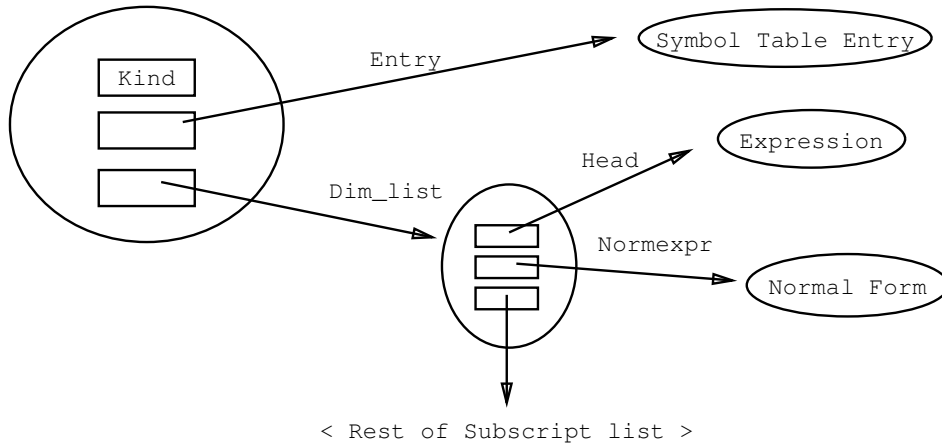 Symbol Table Entry
Entry
Kind
Expression
Head
Dim_list
Normexpr
Normal Form
< Rest of Subscript list >